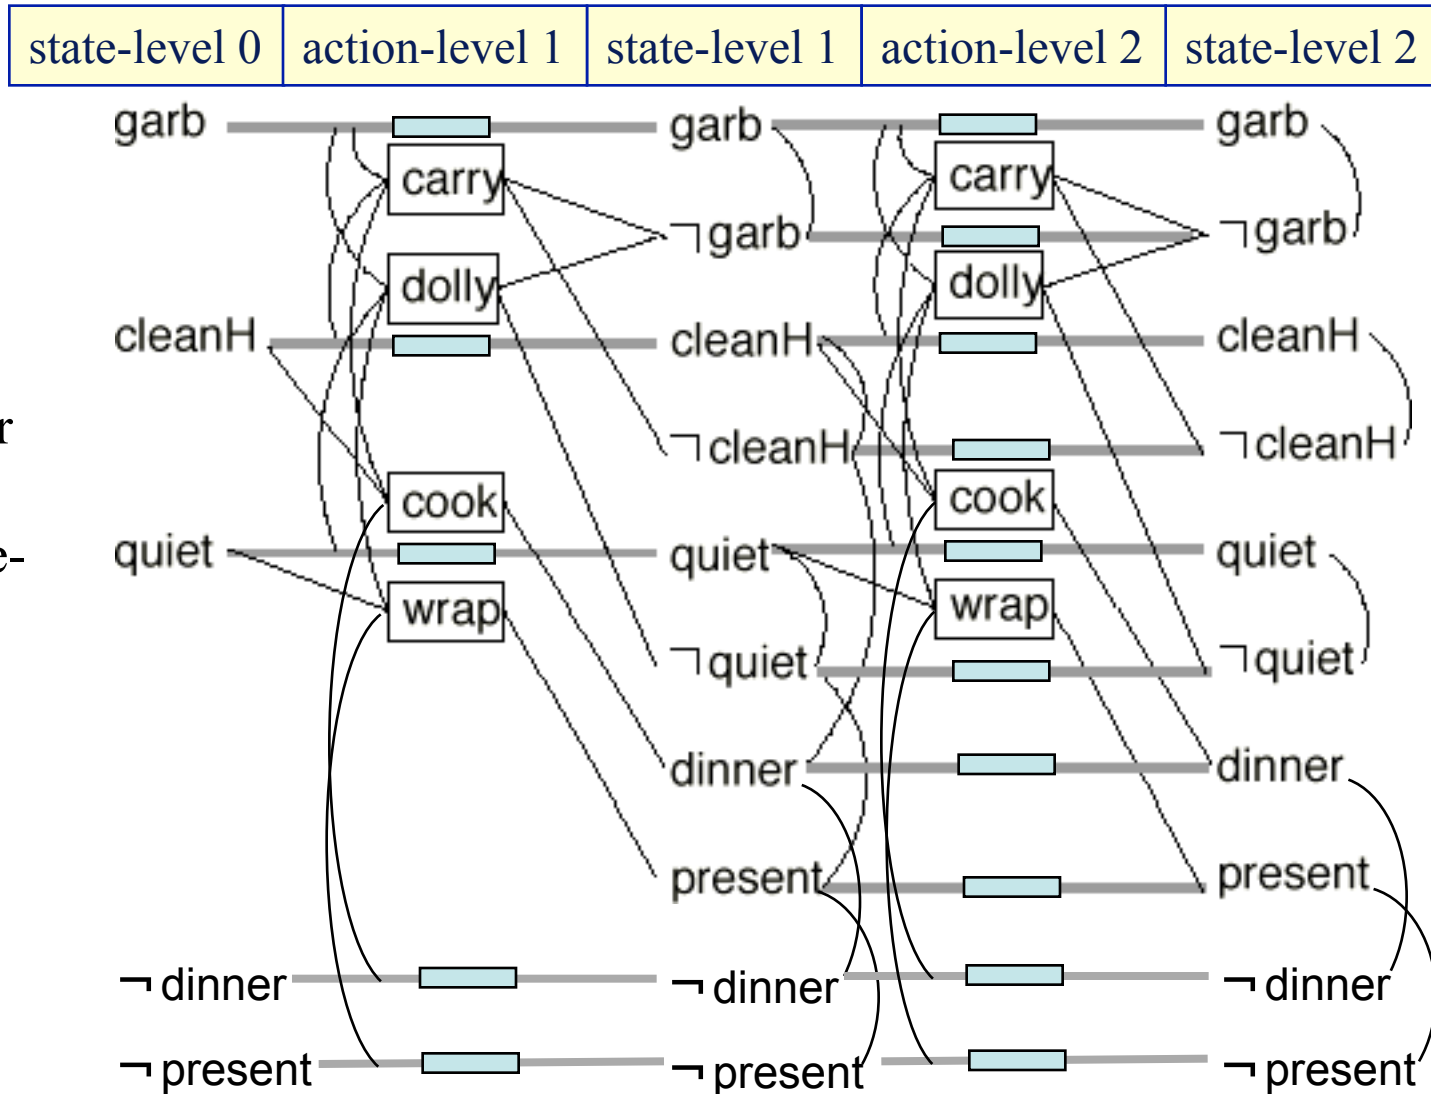 state-level 0 action-level 1 state-level 1 action-level 2 state-level 2
garb garb garb
carry carry
¬garb ¬garb
dolly dolly
cleanH cleanH cleanH
r
¬cleanH ¬cleanH
cook cook
quiet quiet quiet
e-
wrap wrap
¬quiet ¬quiet
dinner dinner
present present
¬ dinner ¬ dinner ¬ dinner
¬ present ¬ present ¬ present